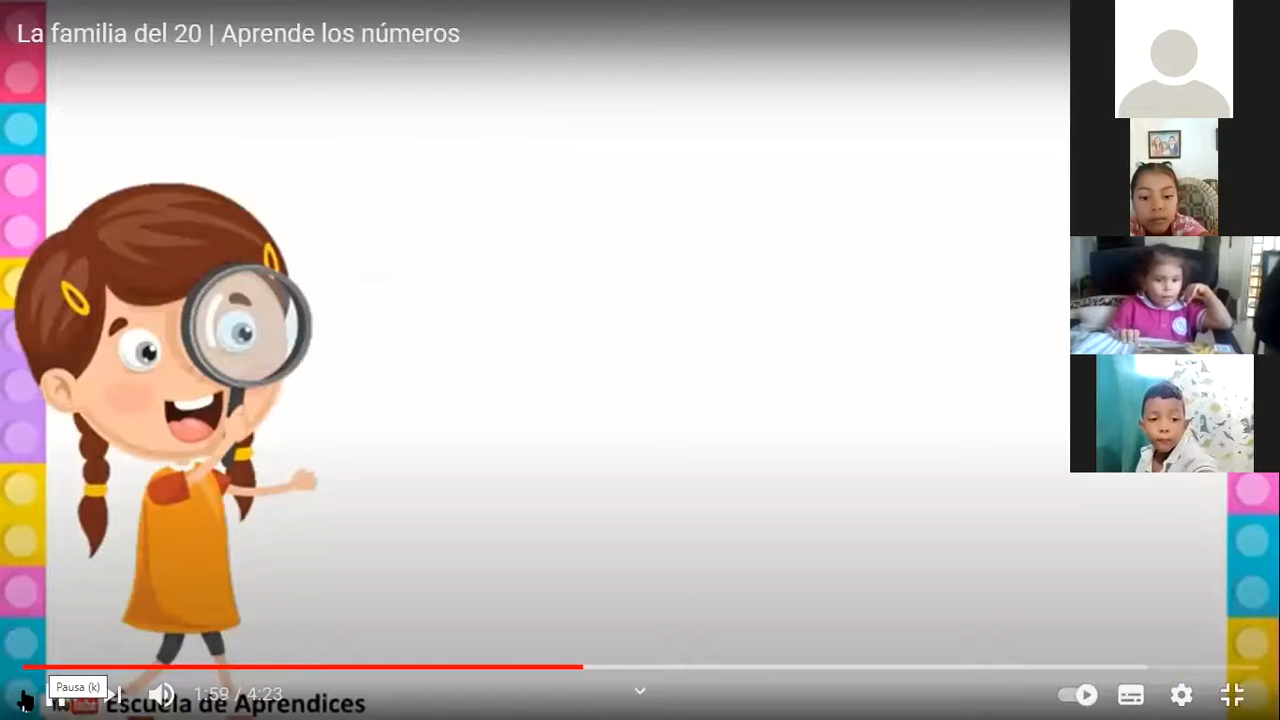 La familia del 20 | Aprende los números
Pausa (k)
1:59 / 4:23
Escuela de Aprendices